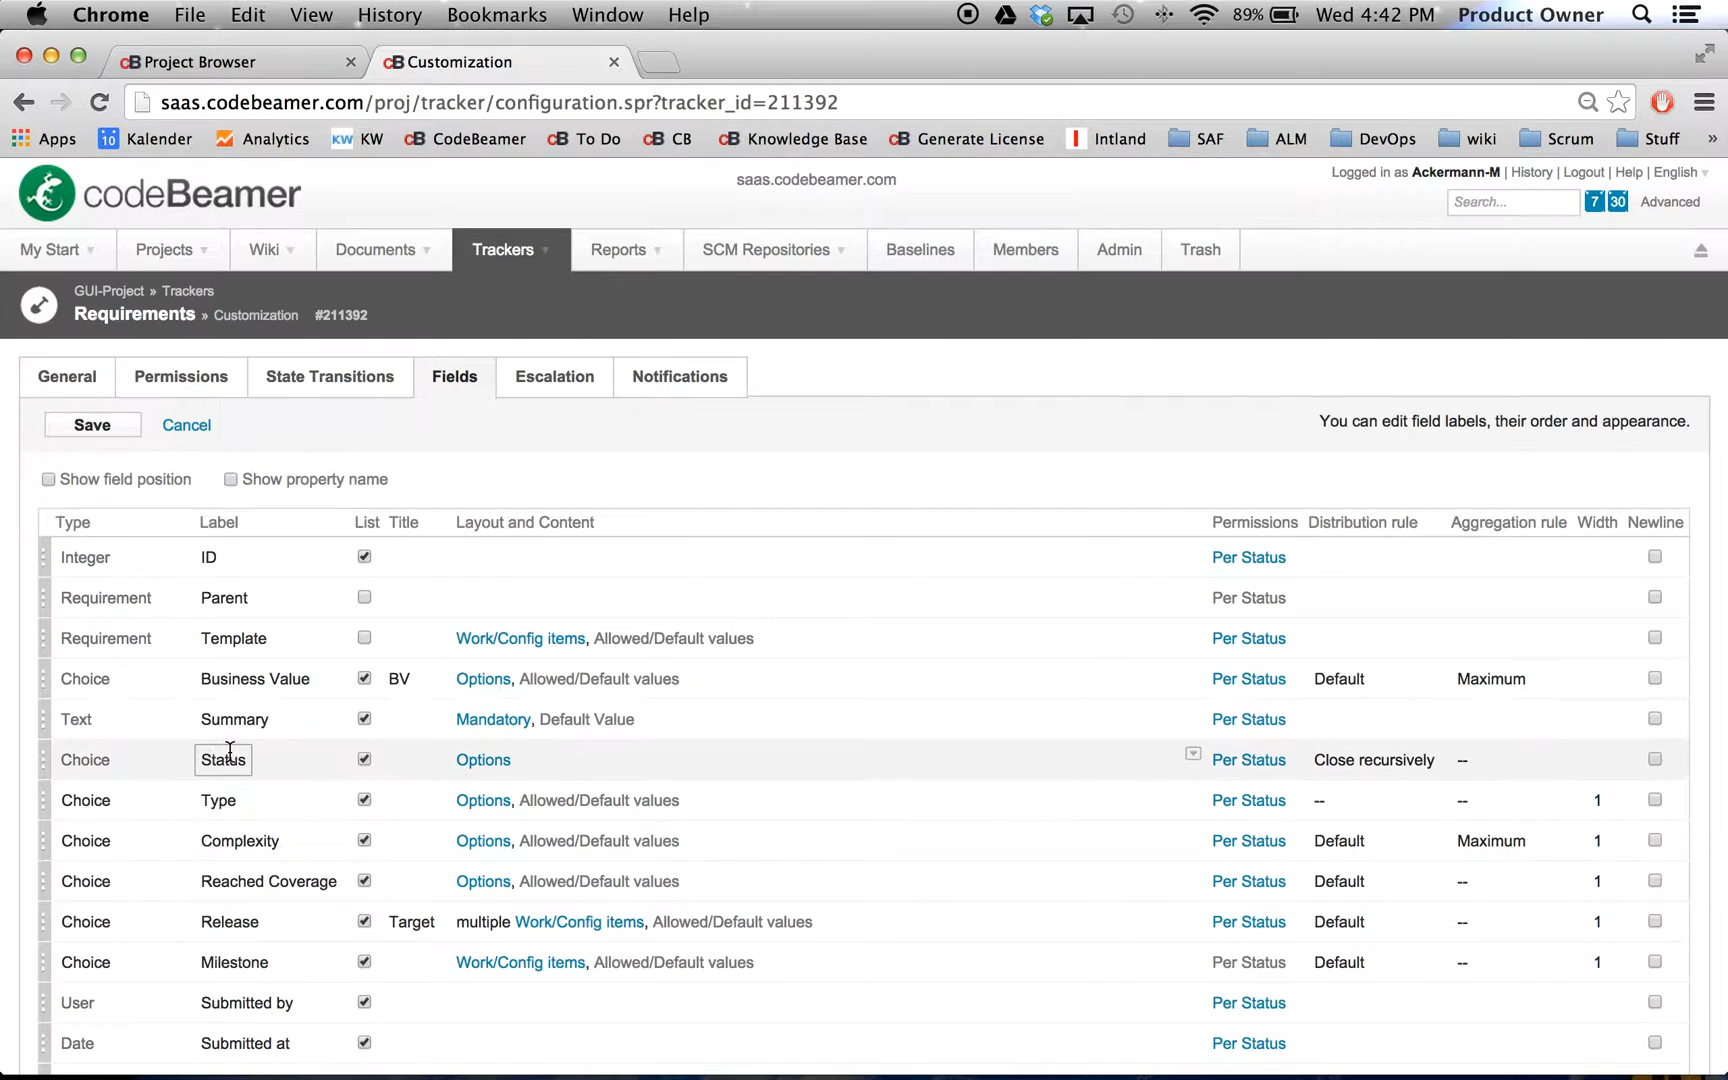 Chrome File Edit View History Bookmarks Window Help 89% Wed 4:42 PM Product Owner
cB Project Browser × cB Customization ×
saas.codebeamer.com/proj/tracker/configuration.spr?tracker_id=211392
Apps 10 Kalender Analytics KW KW cB CodeBeamer cB To Do cB CB cB Knowledge Base cB Generate License Intland SAF ALM DevOps wiki Scrum Stuff »
codeBeamer saas.codebeamer.com Logged in as Ackermann-M | History | Logout | Help | English
Search... 7 30 Advanced
My Start Projects Wiki Documents Trackers Reports SCM Repositories Baselines Members Admin Trash
GUI-Project » Trackers
Requirements » Customization #211392
General Permissions State Transitions Fields Escalation Notifications
Save Cancel You can edit field labels, their order and appearance.
Show field position Show property name
Type Label List Title Layout and Content Permissions Distribution rule Aggregation rule Width Newline
Integer ID Per Status
Requirement Parent Per Status
Requirement Template Work/Config items, Allowed/Default values Per Status
Choice Business Value BV Options, Allowed/Default values Per Status Default Maximum
Text Summary Mandatory, Default Value Per Status
Choice Status Options Per Status Close recursively --
Choice Type Options, Allowed/Default values Per Status -- -- 1
Choice Complexity Options, Allowed/Default values Per Status Default Maximum 1
Choice Reached Coverage Options, Allowed/Default values Per Status Default -- 1
Choice Release Target multiple Work/Config items, Allowed/Default values Per Status Default -- 1
Choice Milestone Work/Config items, Allowed/Default values Per Status Default -- 1
User Submitted by Per Status
Date Submitted at Per Status